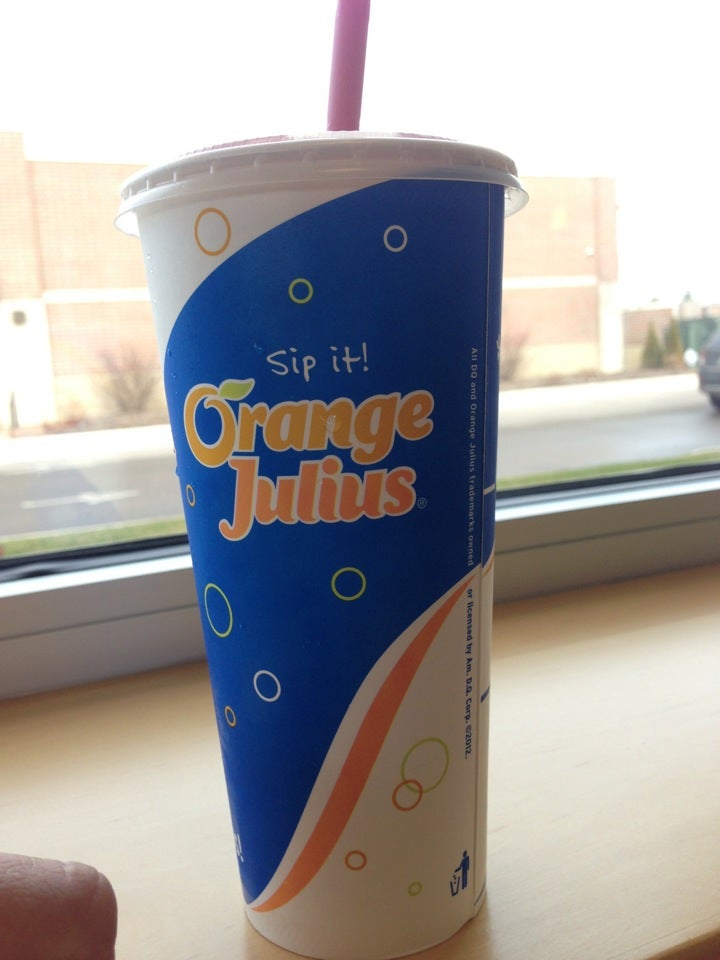 Sip it!
Orange
Julius®
All DQ and Orange Julius trademarks owned or licensed by Am. D.Q. Corp. ©2012.